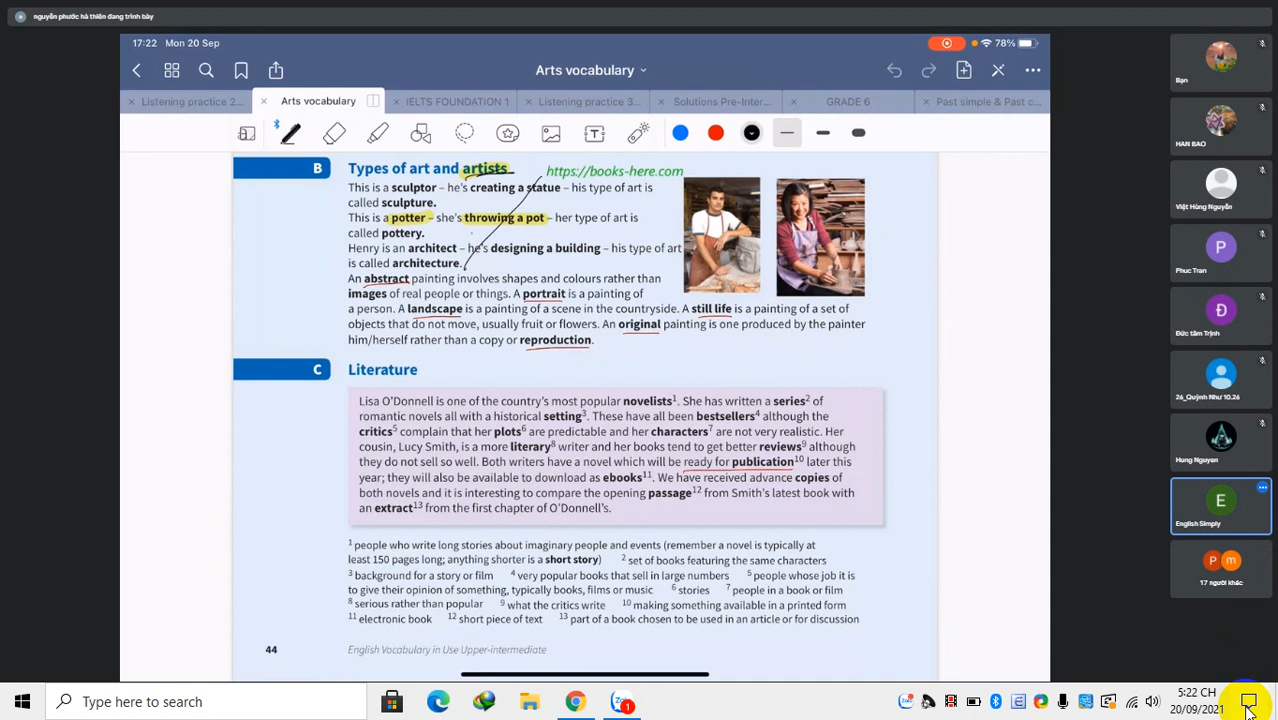 nguyễn phước hà thiên đang trình bày
17:22 Mon 20 Sep
78%
Arts vocabulary
Listening practice 2...
Arts vocabulary
IELTS FOUNDATION 1
Listening practice 3...
Solutions Pre-Inter...
GRADE 6
Past simple & Past c...
B Types of art and artists
https://books-here.com
This is a sculptor – he's creating a statue – his type of art is
called sculpture.
This is a potter – she's throwing a pot – her type of art is
called pottery.
Henry is an architect – he's designing a building – his type of art
is called architecture.
An abstract painting involves shapes and colours rather than
images of real people or things. A portrait is a painting of
a person. A landscape is a painting of a scene in the countryside. A still life is a painting of a set of
objects that do not move, usually fruit or flowers. An original painting is one produced by the painter
him/herself rather than a copy or reproduction.
C Literature
Lisa O'Donnell is one of the country's most popular novelists1. She has written a series2 of
romantic novels all with a historical setting3. These have all been bestsellers4 although the
critics5 complain that her plots6 are predictable and her characters7 are not very realistic. Her
cousin, Lucy Smith, is a more literary8 writer and her books tend to get better reviews9 although
they do not sell so well. Both writers have a novel which will be ready for publication10 later this
year; they will also be available to download as ebooks11. We have received advance copies of
both novels and it is interesting to compare the opening passage12 from Smith's latest book with
an extract13 from the first chapter of O'Donnell's.
1 people who write long stories about imaginary people and events (remember a novel is typically at
least 150 pages long; anything shorter is a short story) 2 set of books featuring the same characters
3 background for a story or film 4 very popular books that sell in large numbers 5 people whose job it is
to give their opinion of something, typically books, films or music 6 stories 7 people in a book or film
8 serious rather than popular 9 what the critics write 10 making something available in a printed form
11 electronic book 12 short piece of text 13 part of a book chosen to be used in an article or for discussion
44 English Vocabulary in Use Upper-intermediate
Bạn
HAN BAO
Việt Hùng Nguyễn
P
Phuc Tran
Đ
Đức tâm Trịnh
26_Quỳnh Như 10.26
Hung Nguyen
E
English Simply
P m
17 người khác
Type here to search
Zalo
1
5:22 CH
20/09/2021